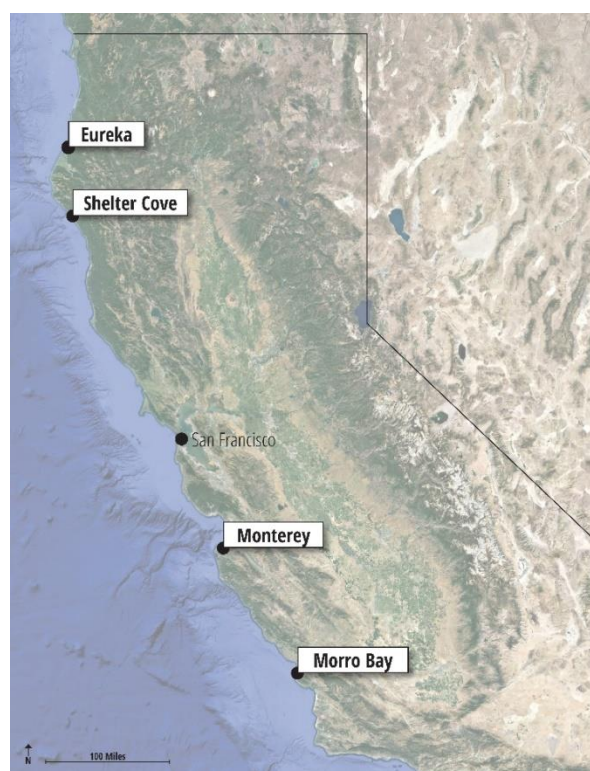 Eureka
Shelter Cove
San Francisco
Monterey
Morro Bay
N
100 Miles